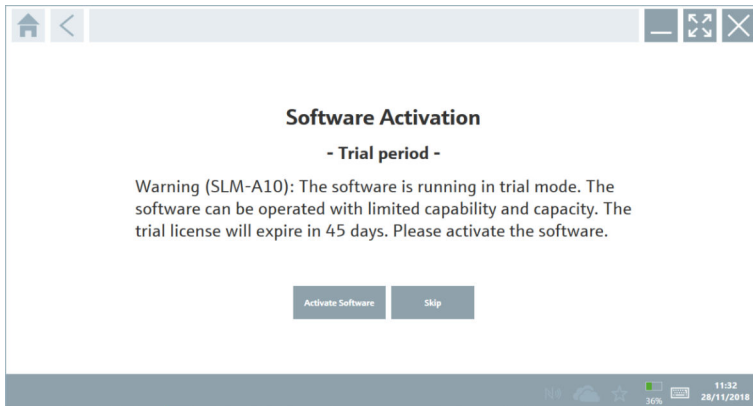 Software Activation
- Trial period -
Warning (SLM-A10): The software is running in trial mode. The
software can be operated with limited capability and capacity. The
trial license will expire in 45 days. Please activate the software.
Activate Software
Skip
11:32
36%
28/11/2018